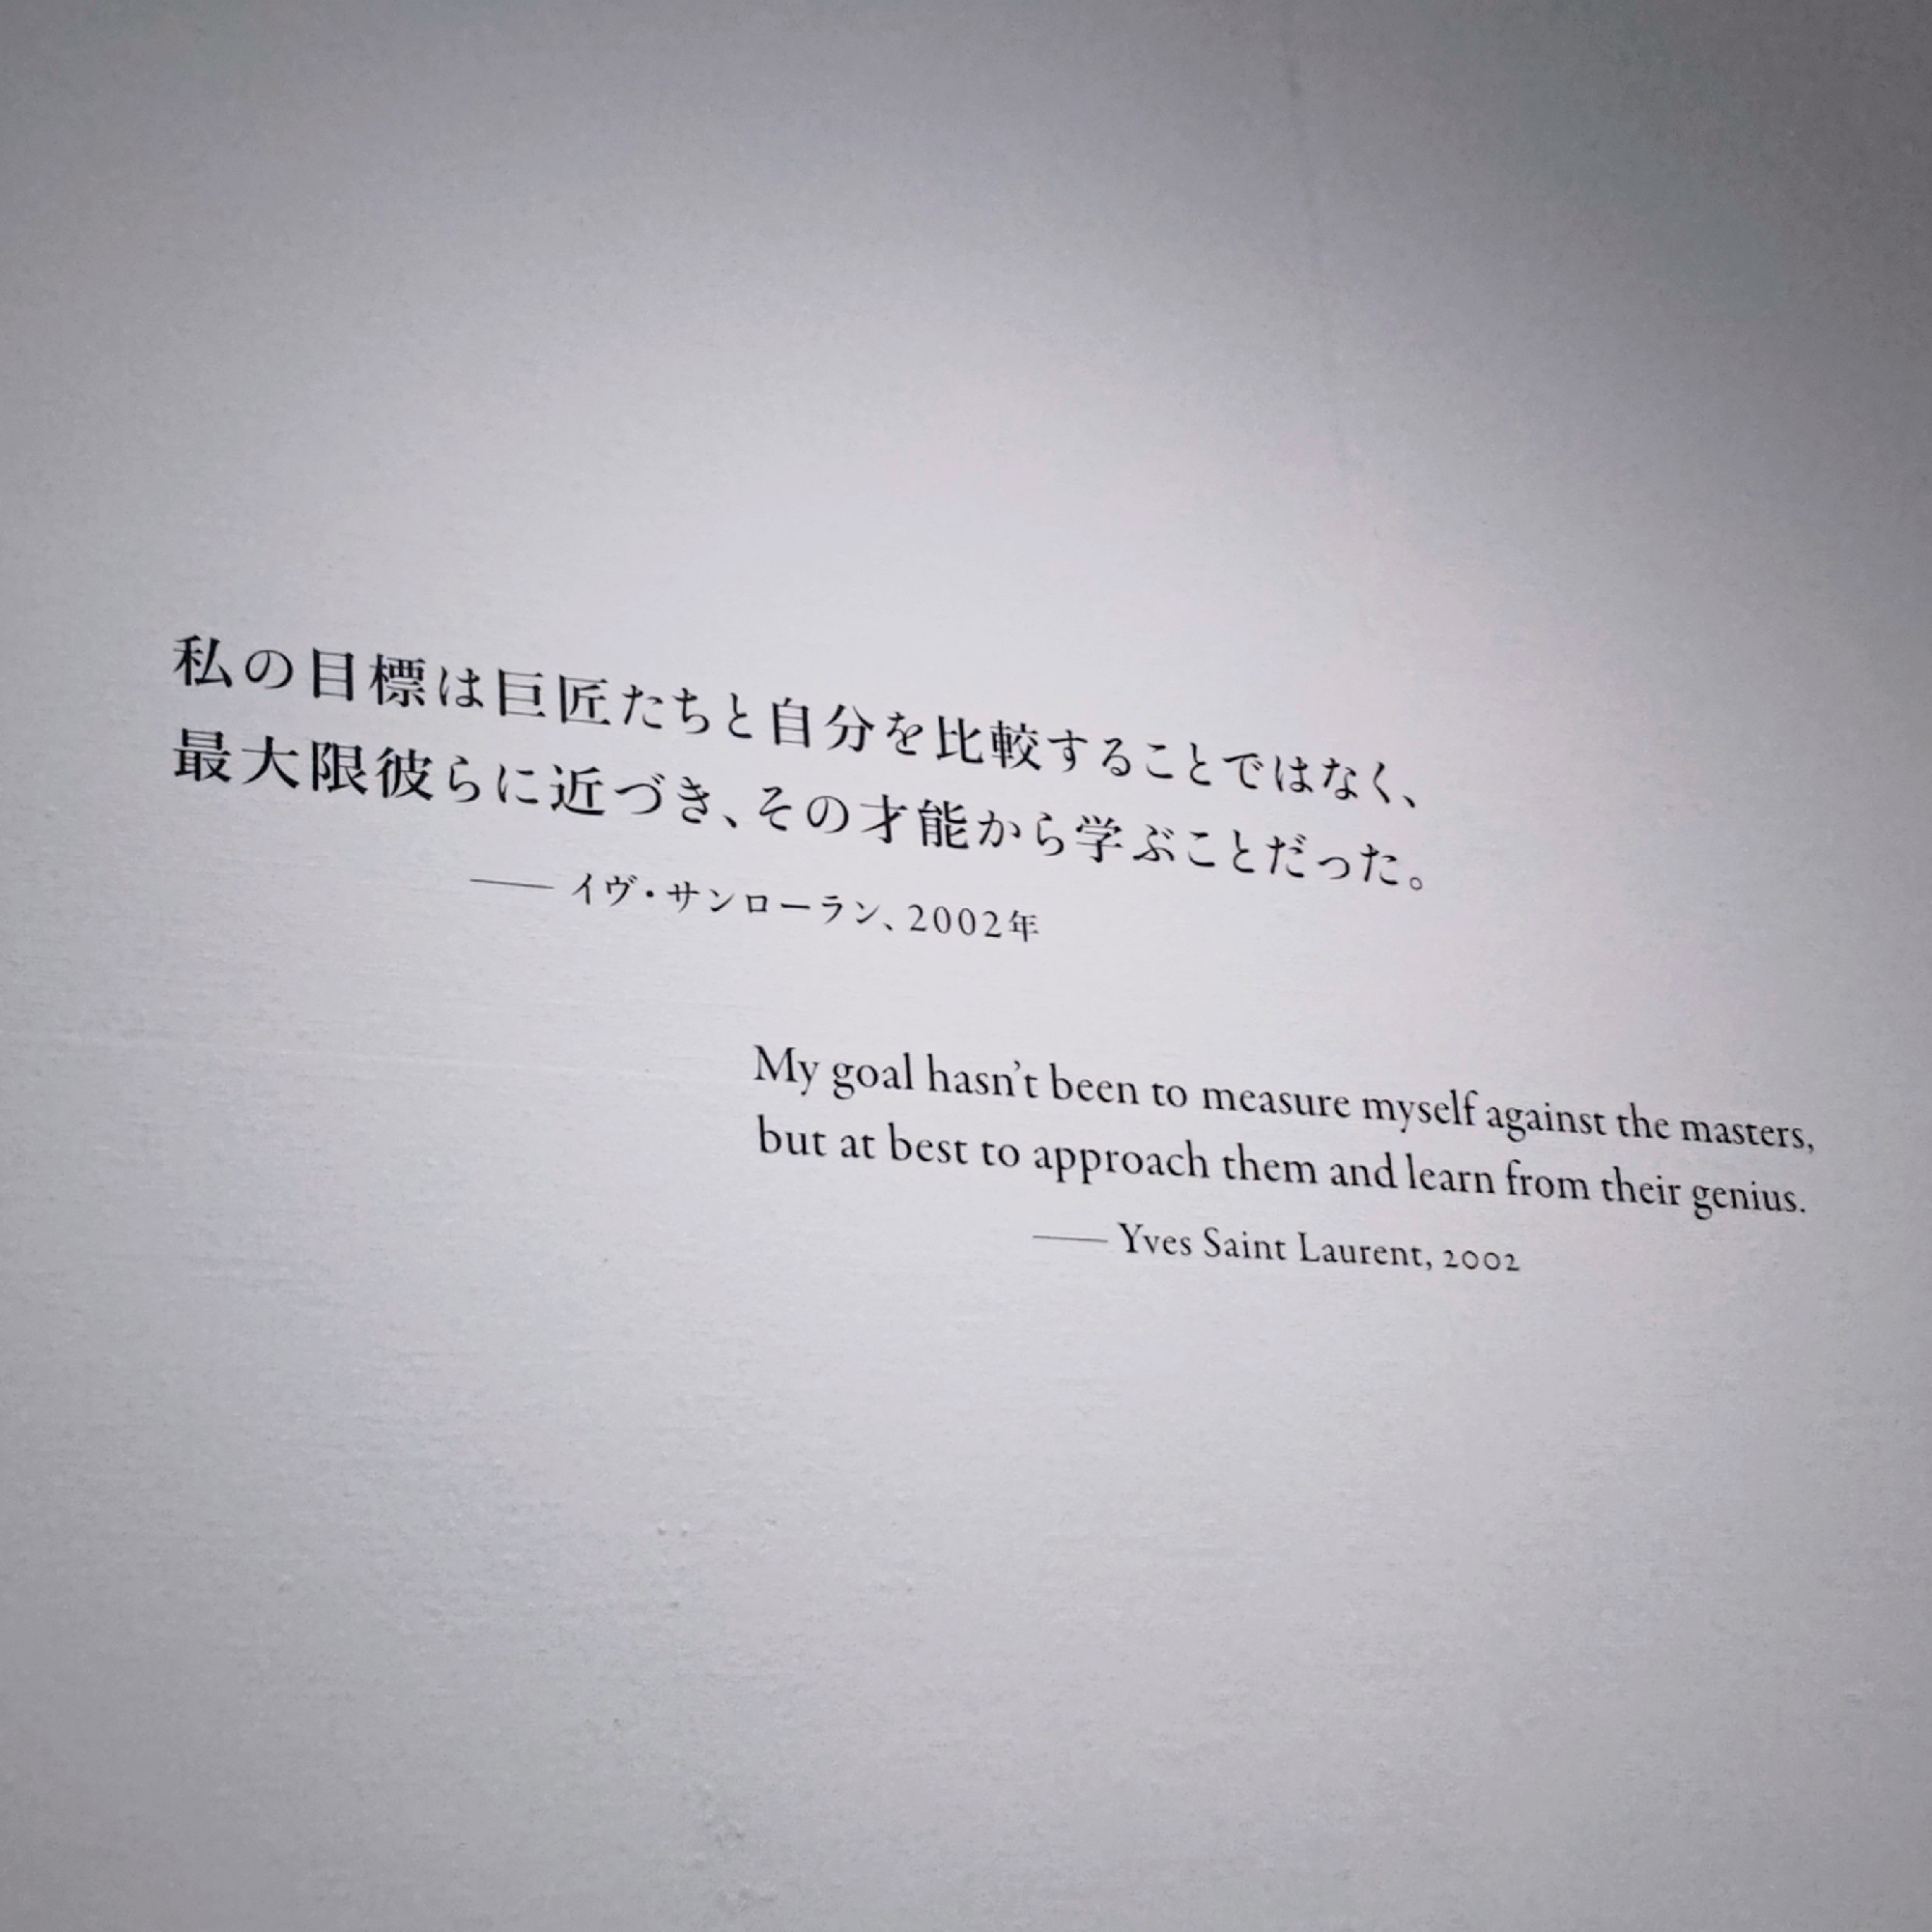 私の目標は巨匠たちと自分を比較することではなく、
最大限彼らに近づき、その才能から学ぶことだった。
—— イヴ・サンローラン、2002年
My goal hasn’t been to measure myself against the masters,
but at best to approach them and learn from their genius.
—— Yves Saint Laurent, 2002